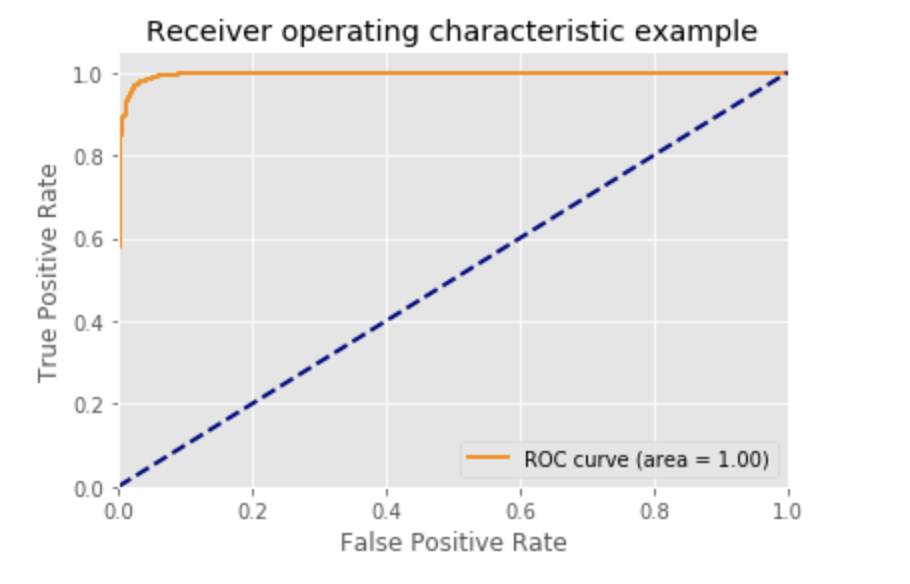 Receiver operating characteristic example
1.0
0.8
0.6
0.4
0.2
0.0
True Positive Rate
ROC curve (area = 1.00)
0.0 0.2 0.4 0.6 0.8 1.0
False Positive Rate